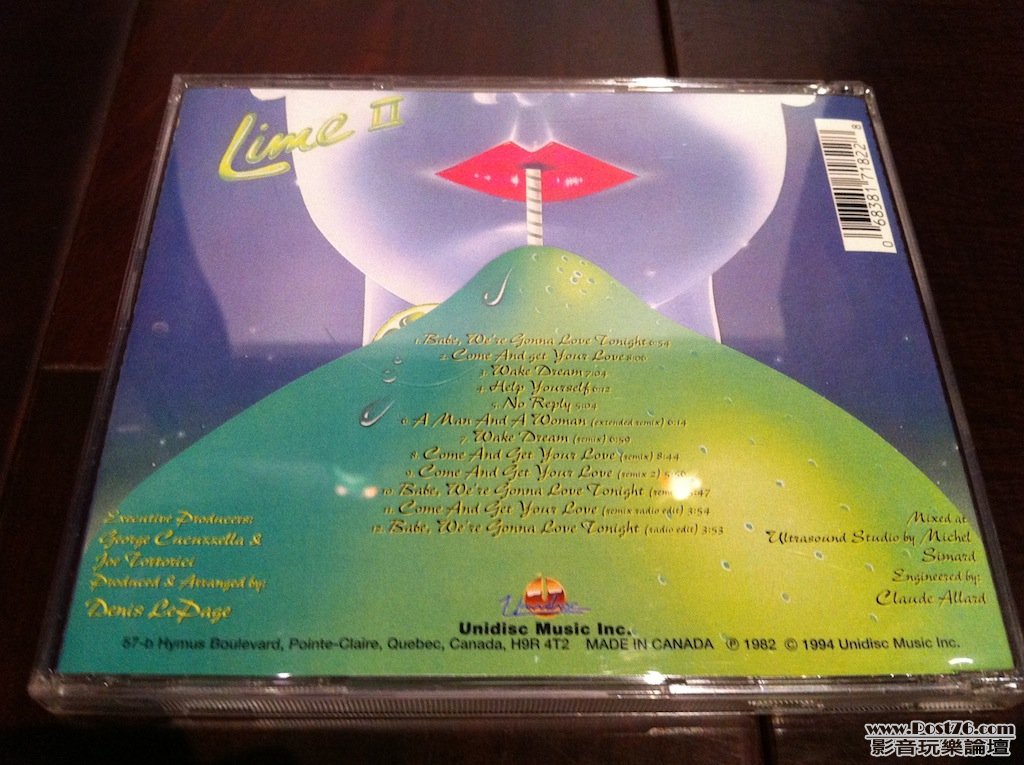 Lime II
0 68381 71822 8
1. Babe, We're Gonna Love Tonight 6:54
2. Come And get Your Love 8:06
3. Wake Dream 7:04
4. Help Yourself 6:12
5. No Reply 5:04
6. A Man And A Woman (extended remix) 6:14
7. Wake Dream (remix) 6:59
8. Come And Get Your Love (remix) 8:44
9. Come And Get Your Love (remix 2)
10. Babe, We're Gonna Love Tonight
11. Come And Get Your Love (remix radio edit) 3:54
12. Babe, We're Gonna Love Tonight (radio edit) 3:53
Executive Producers:
George Cucuzzella &
Joe Tortorici
Produced & Arranged by:
Denis LePage
Mixed at
Ultrasound Studio by Michel
Simard
Engineered by:
Claude Allard
Unidisc
Unidisc Music Inc.
57-b Hymus Boulevard, Pointe-Claire, Quebec, Canada, H9R 4T2 MADE IN CANADA ℗ 1982 © 1994 Unidisc Music Inc.
www.Post76.com
影音玩樂論壇